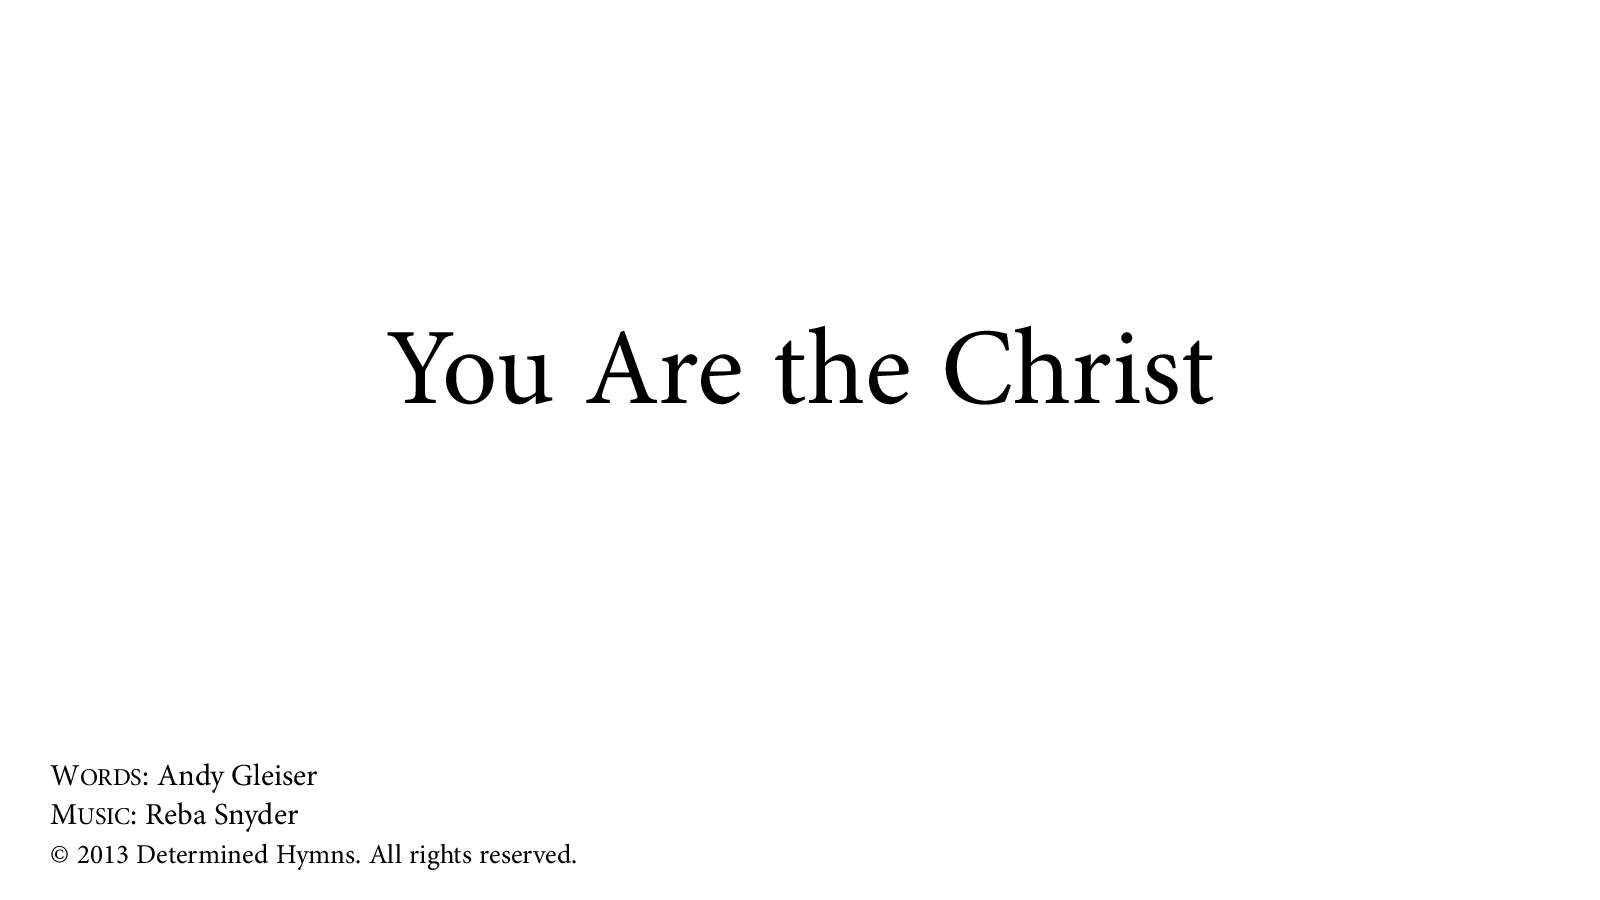 You Are the Christ
Words: Andy Gleiser
Music: Reba Snyder
© 2013 Determined Hymns. All rights reserved.